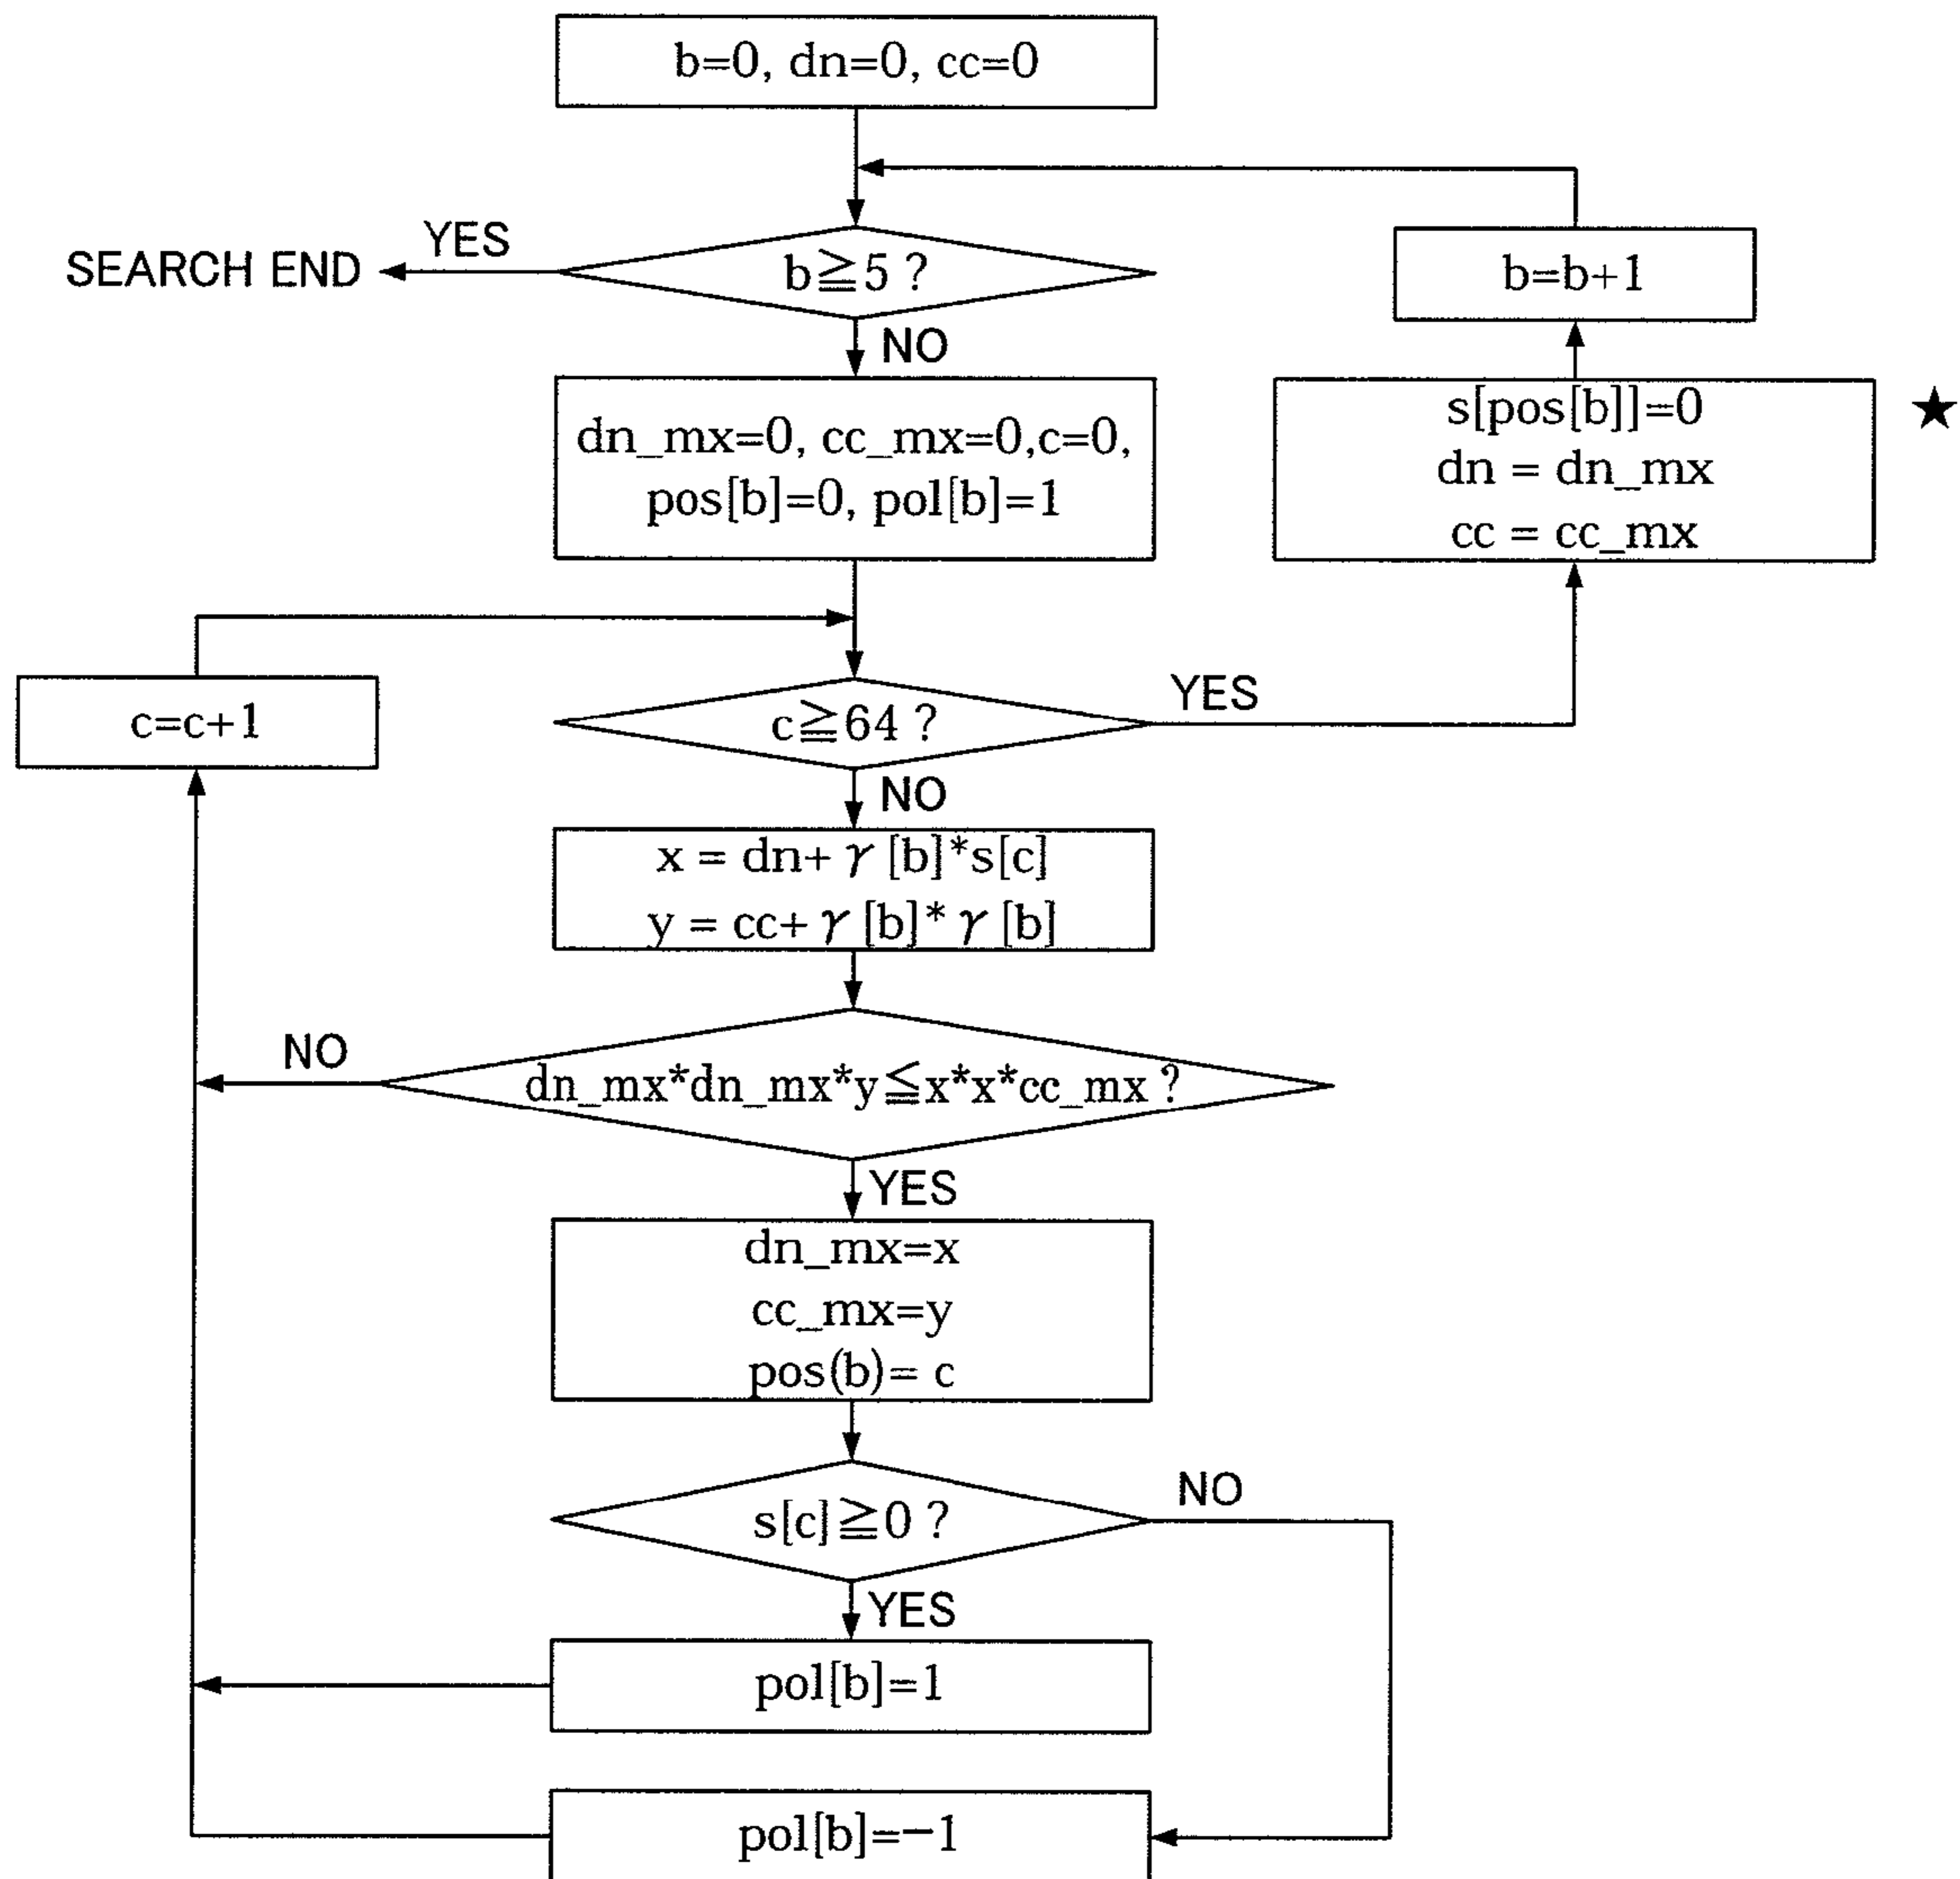 b=0, dn=0, cc=0
YES
SEARCH END
b≧5 ?
b=b+1
NO
dn_mx=0, cc_mx=0,c=0,
pos[b]=0, pol[b]=1
s[pos[b]]=0
★
dn = dn_mx
cc = cc_mx
c=c+1
c≧64 ?
YES
NO
x = dn+ γ [b]*s[c]
y = cc+ γ [b]* γ [b]
NO
dn_mx*dn_mx*y≦x*x*cc_mx ?
YES
dn_mx=x
cc_mx=y
pos(b)= c
s[c]≧0 ?
NO
YES
pol[b]=1
pol[b]=−1